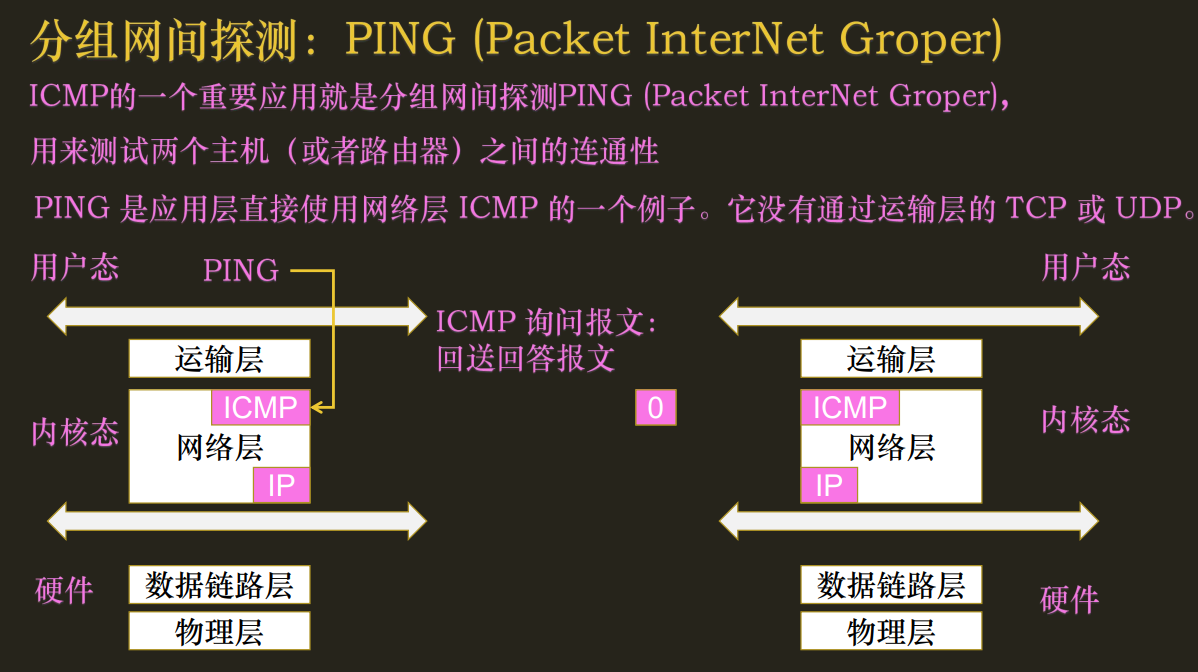 分组网间探测：PING (Packet InterNet Groper)
ICMP的一个重要应用就是分组网间探测PING (Packet InterNet Groper)，
用来测试两个主机（或者路由器）之间的连通性
PING 是应用层直接使用网络层 ICMP 的一个例子。它没有通过运输层的 TCP 或 UDP。
用户态
PING
用户态
ICMP 询问报文：
回送回答报文
运输层
运输层
ICMP
0
ICMP
内核态
网络层
网络层
内核态
IP
IP
硬件
数据链路层
数据链路层
硬件
物理层
物理层